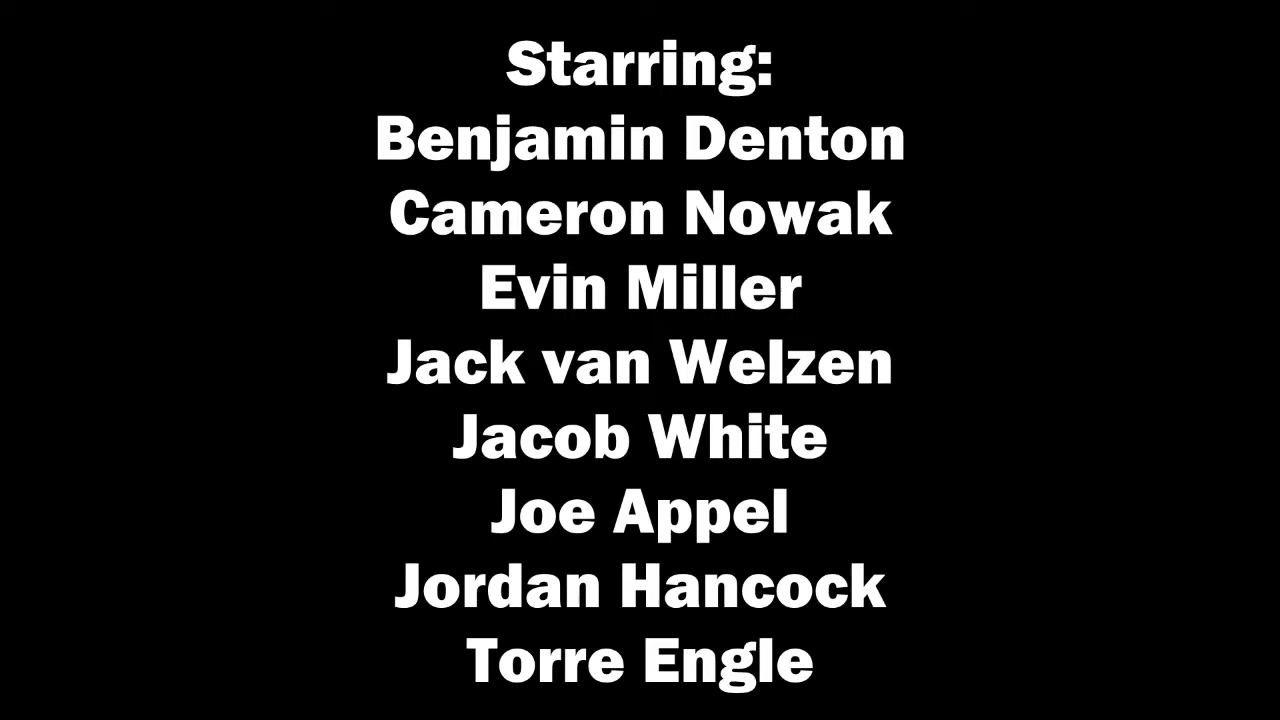 Starring:
Benjamin Denton
Cameron Nowak
Evin Miller
Jack van Welzen
Jacob White
Joe Appel
Jordan Hancock
Torre Engle